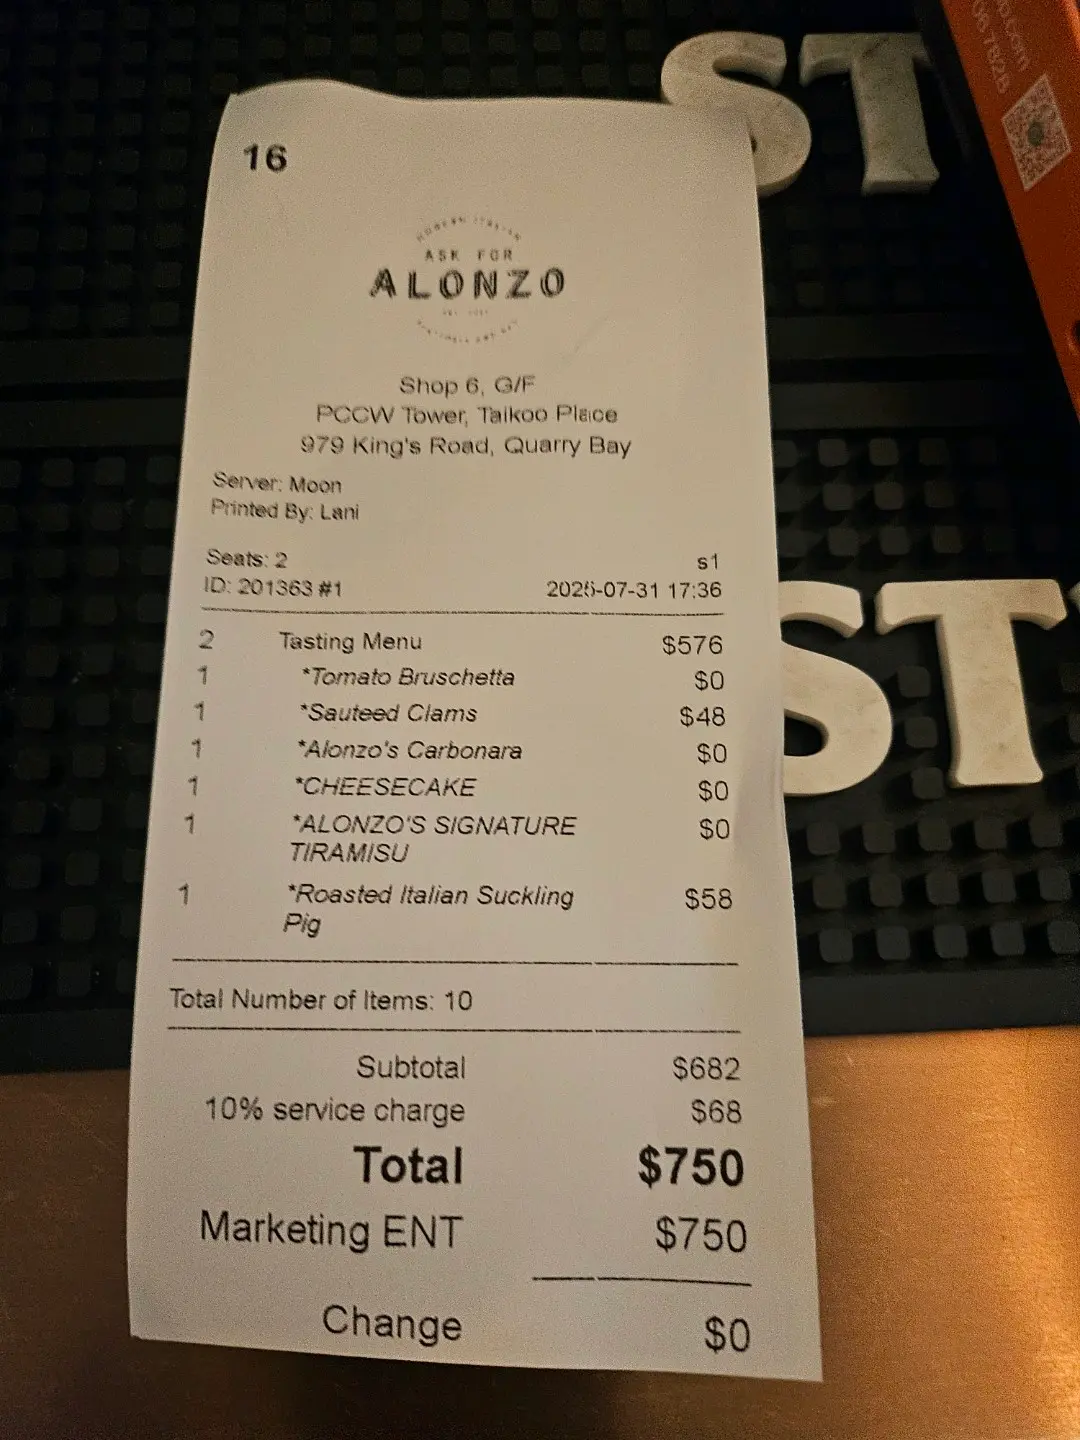 16
MODERN ITALIAN
ASK FOR
ALONZO
Shop 6, G/F
PCCW Tower, Taikoo Place
979 King's Road, Quarry Bay
Server: Moon
Printed By: Lani
Seats: 2 s1
ID: 201363 #1 2025-07-31 17:36
2 Tasting Menu $576
1 *Tomato Bruschetta $0
1 *Sauteed Clams $48
1 *Alonzo's Carbonara $0
1 *CHEESECAKE $0
1 *ALONZO'S SIGNATURE $0
TIRAMISU
1 *Roasted Italian Suckling $58
Pig
Total Number of Items: 10
Subtotal $682
10% service charge $68
Total $750
Marketing ENT $750
Change $0
ST
ST